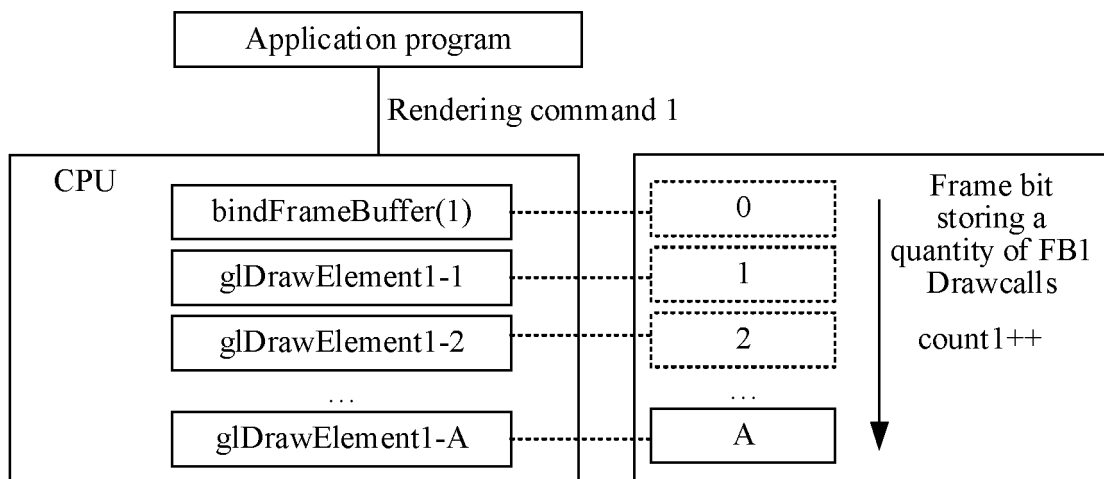 Application program
Rendering command 1
CPU
bindFrameBuffer(1)
glDrawElement1-1
glDrawElement1-2
...
glDrawElement1-A
0
1
2
...
A
Frame bit
storing a
quantity of FB1
Drawcalls
count1++